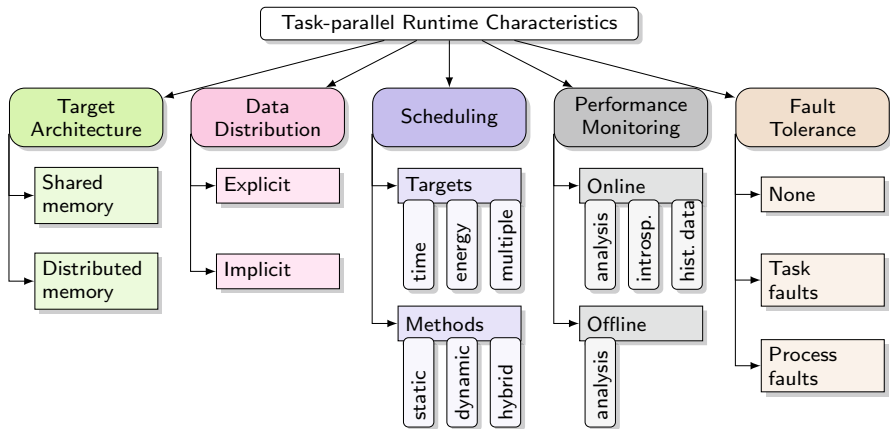 Task-parallel Runtime Characteristics
Target
Architecture
Shared
memory
Distributed
memory
Data
Distribution
Explicit
Implicit
Scheduling
Targets
time
energy
multiple
Methods
static
dynamic
hybrid
Performance
Monitoring
Online
analysis
introsp.
hist. data
Offline
analysis
Fault
Tolerance
None
Task
faults
Process
faults